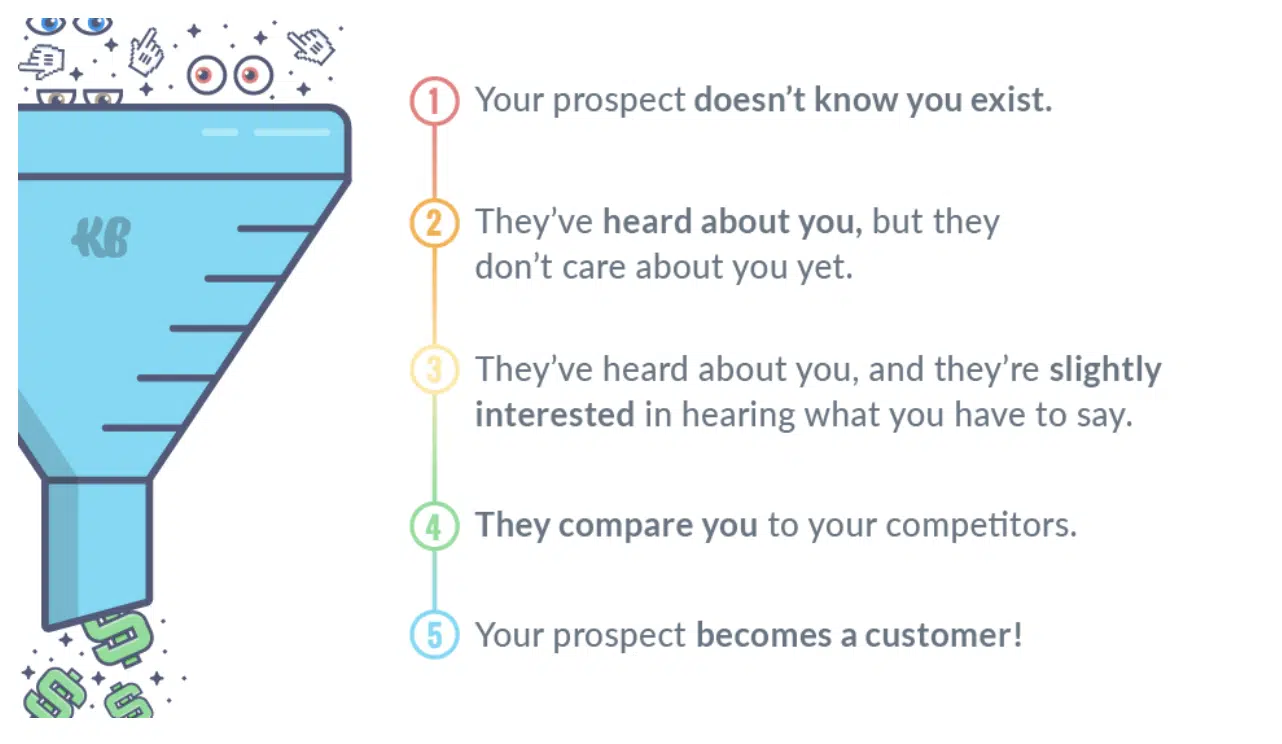 KB
1 Your prospect doesn’t know you exist.
2 They’ve heard about you, but they
don’t care about you yet.
3 They’ve heard about you, and they’re slightly
interested in hearing what you have to say.
4 They compare you to your competitors.
5 Your prospect becomes a customer!
$
$
$